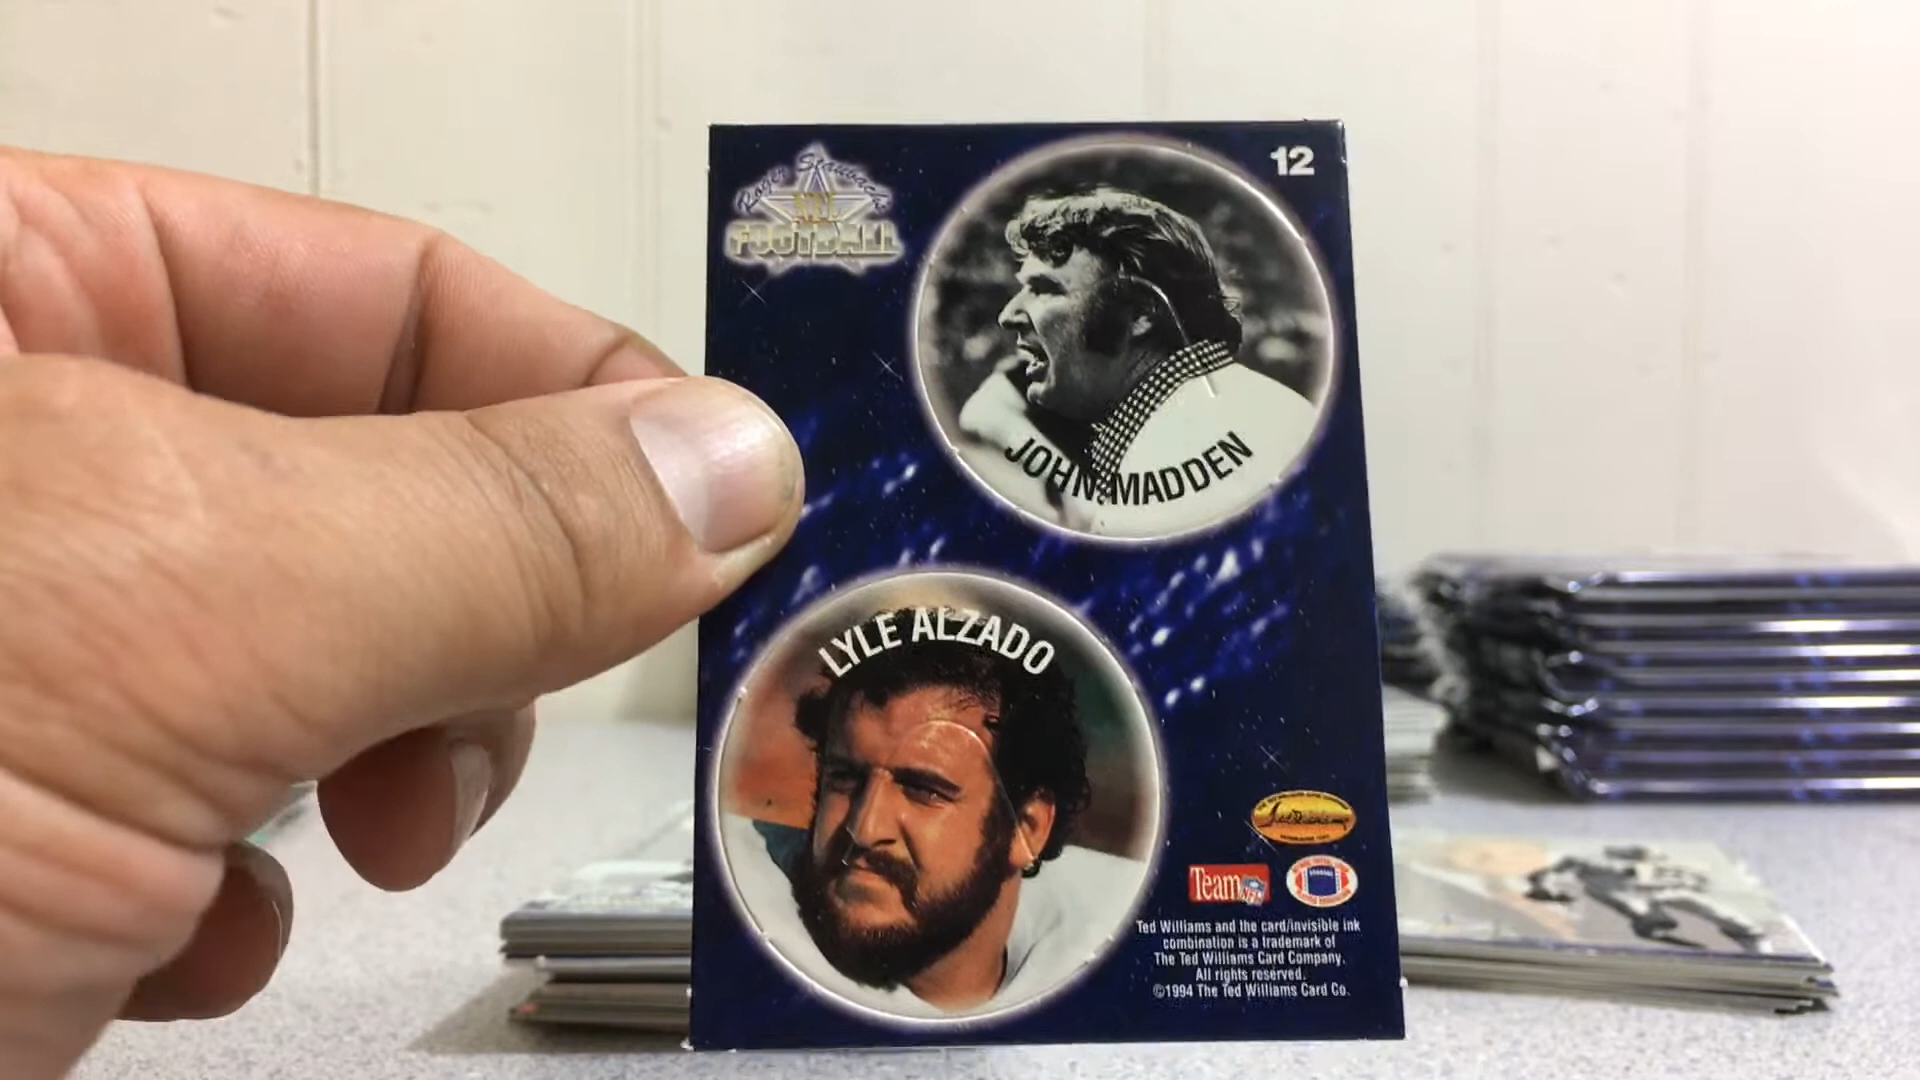 Roger Staubach's
NFL
FOOTBALL
12
JOHN MADDEN
LYLE ALZADO
Team NFL
Ted Williams and the card/invisible ink
combination is a trademark of
The Ted Williams Card Company.
All rights reserved.
©1994 The Ted Williams Card Co.